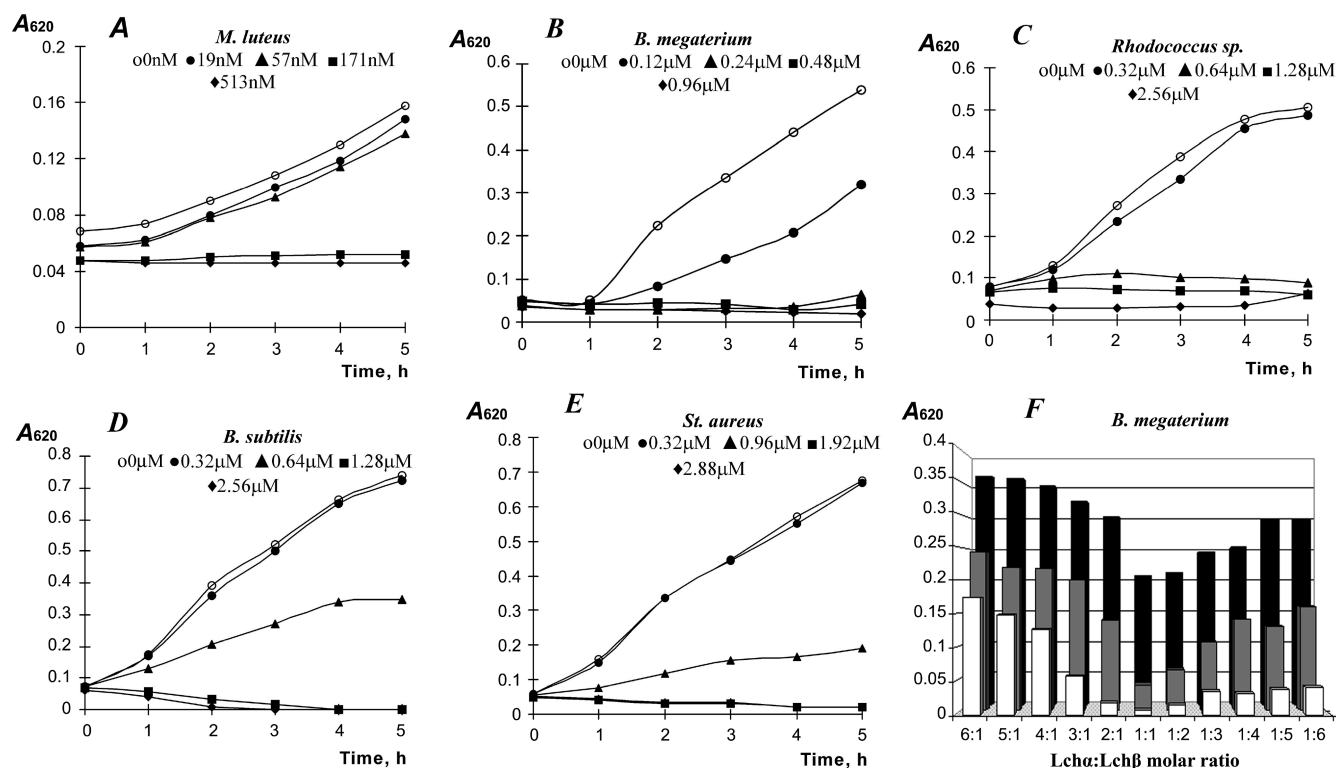 A620 A
M. luteus
o0nM ●19nM ▲57nM ■171nM
♦513nM
0.2
0.16
0.12
0.08
0.04
0
0 1 2 3 4 5
Time, h
A620 B
B. megaterium
o0μM ●0.12μM ▲0.24μM ■0.48μM
♦0.96μM
0.6
0.5
0.4
0.3
0.2
0.1
0
0 1 2 3 4 5
Time, h
A620 C
Rhodococcus sp.
o0μM ●0.32μM ▲0.64μM ■1.28μM
♦2.56μM
0.6
0.5
0.4
0.3
0.2
0.1
0
0 1 2 3 4 5
Time, h
A620 D
B. subtilis
o0μM ●0.32μM ▲0.64μM ■1.28μM
♦2.56μM
0.8
0.7
0.6
0.5
0.4
0.3
0.2
0.1
0
0 1 2 3 4 5
Time, h
A620 E
St. aureus
o0μM ●0.32μM ▲0.96μM ■1.92μM
♦2.88μM
0.8
0.7
0.6
0.5
0.4
0.3
0.2
0.1
0
0 1 2 3 4 5
Time, h
A620 F
B. megaterium
0.4
0.35
0.3
0.25
0.2
0.15
0.1
0.05
0
6:1 5:1 4:1 3:1 2:1 1:1 1:2 1:3 1:4 1:5 1:6
Lchα:Lchβ molar ratio